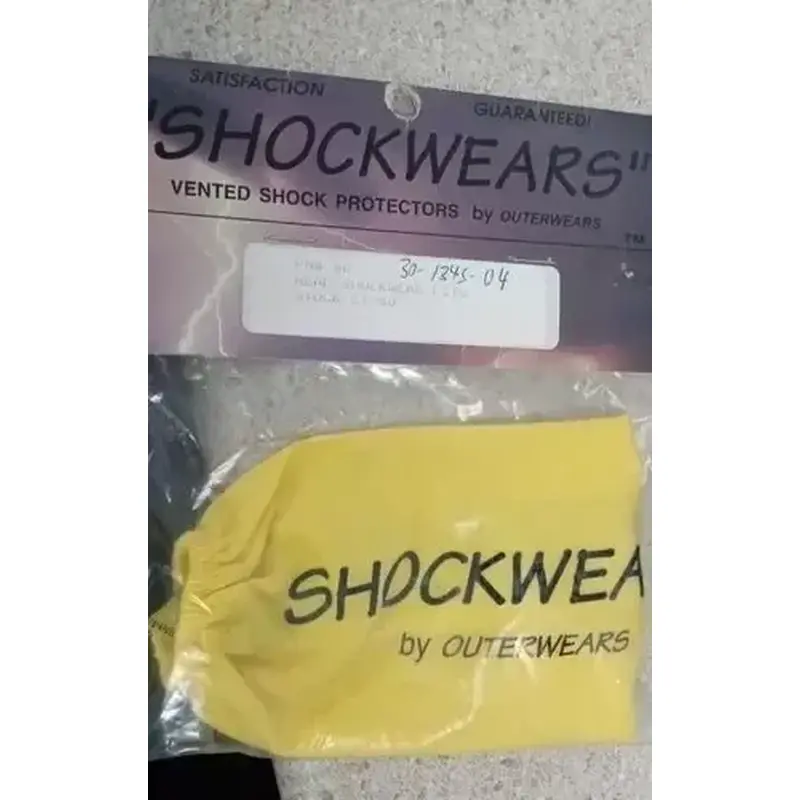 SATISFACTION GUARANTEED!
"SHOCKWEARS"
VENTED SHOCK PROTECTORS by OUTERWEARS
TM
30-1345-04
SHOCKWEA
by OUTERWEARS